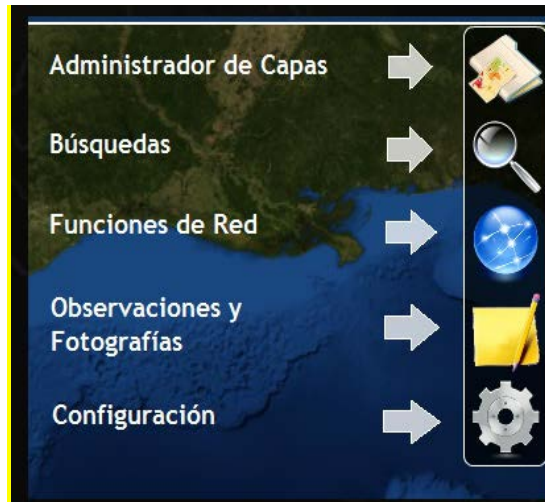 Administrador de Capas
Búsquedas
Funciones de Red
Observaciones y
Fotografías
Configuración